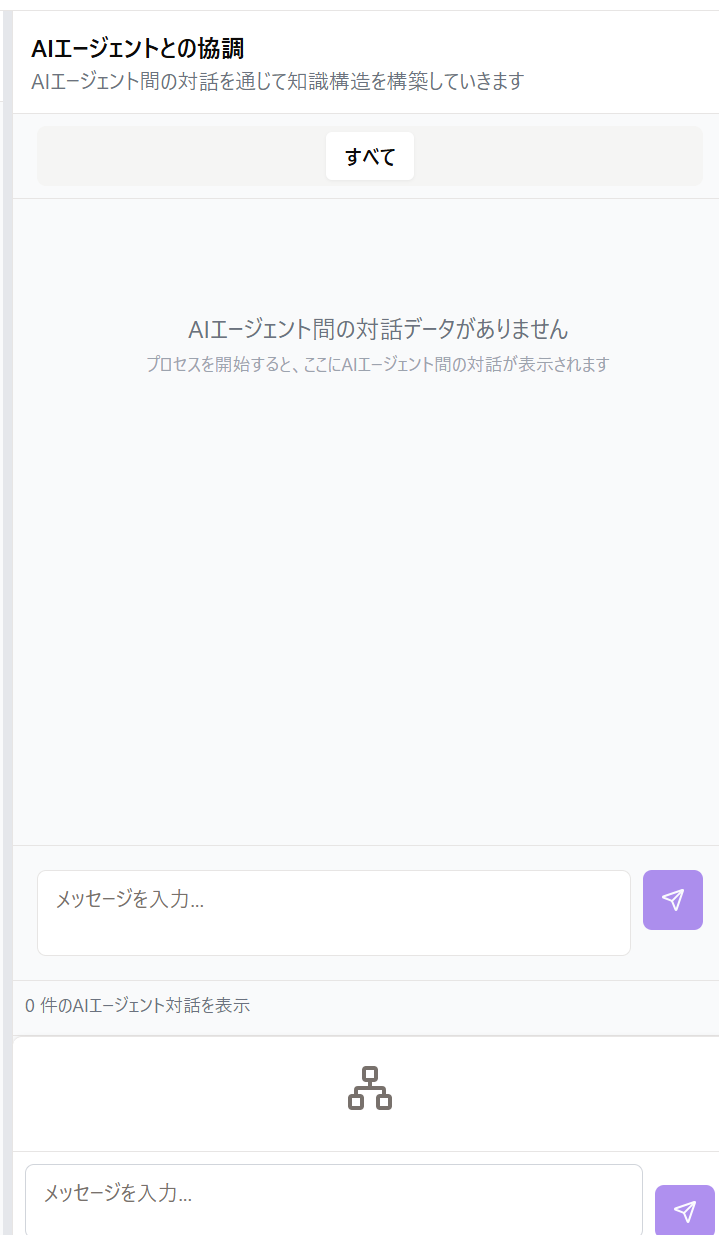 AIエージェントとの協調
AIエージェント間の対話を通じて知識構造を構築していきます
すべて
AIエージェント間の対話データがありません
プロセスを開始すると、ここにAIエージェント間の対話が表示されます
メッセージを入力...
0 件のAIエージェント対話を表示
メッセージを入力...